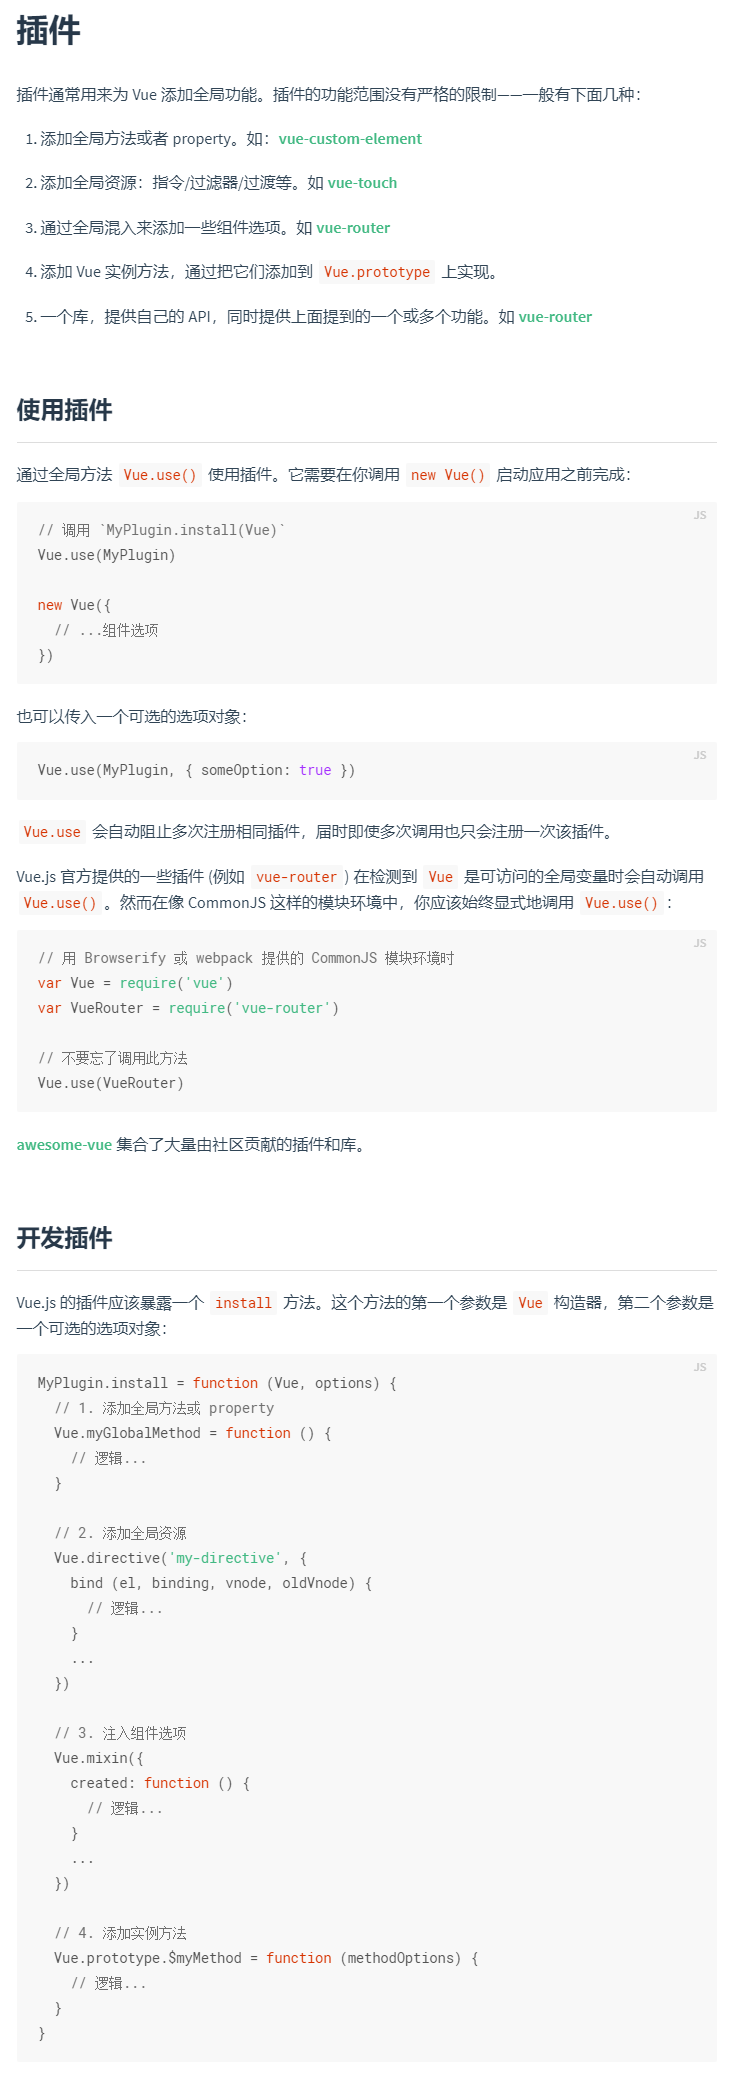 插件
插件通常用来为 Vue 添加全局功能。插件的功能范围没有严格的限制——一般有下面几种：
1. 添加全局方法或者 property。如：vue-custom-element
2. 添加全局资源：指令/过滤器/过渡等。如 vue-touch
3. 通过全局混入来添加一些组件选项。如 vue-router
4. 添加 Vue 实例方法，通过把它们添加到 Vue.prototype 上实现。
5. 一个库，提供自己的 API，同时提供上面提到的一个或多个功能。如 vue-router
使用插件
通过全局方法 Vue.use() 使用插件。它需要在你调用 new Vue() 启动应用之前完成：
JS
// 调用 `MyPlugin.install(Vue)`
Vue.use(MyPlugin)
new Vue({
  // ...组件选项
})
也可以传入一个可选的选项对象：
JS
Vue.use(MyPlugin, { someOption: true })
Vue.use 会自动阻止多次注册相同插件，届时即使多次调用也只会注册一次该插件。
Vue.js 官方提供的一些插件 (例如 vue-router) 在检测到 Vue 是可访问的全局变量时会自动调用
Vue.use()。然而在像 CommonJS 这样的模块环境中，你应该始终显式地调用 Vue.use()：
JS
// 用 Browserify 或 webpack 提供的 CommonJS 模块环境时
var Vue = require('vue')
var VueRouter = require('vue-router')
// 不要忘了调用此方法
Vue.use(VueRouter)
awesome-vue 集合了大量由社区贡献的插件和库。
开发插件
Vue.js 的插件应该暴露一个 install 方法。这个方法的第一个参数是 Vue 构造器，第二个参数是
一个可选的选项对象：
JS
MyPlugin.install = function (Vue, options) {
  // 1. 添加全局方法或 property
  Vue.myGlobalMethod = function () {
    // 逻辑...
  }
  // 2. 添加全局资源
  Vue.directive('my-directive', {
    bind (el, binding, vnode, oldVnode) {
      // 逻辑...
    }
    ...
  })
  // 3. 注入组件选项
  Vue.mixin({
    created: function () {
      // 逻辑...
    }
    ...
  })
  // 4. 添加实例方法
  Vue.prototype.$myMethod = function (methodOptions) {
    // 逻辑...
  }
}